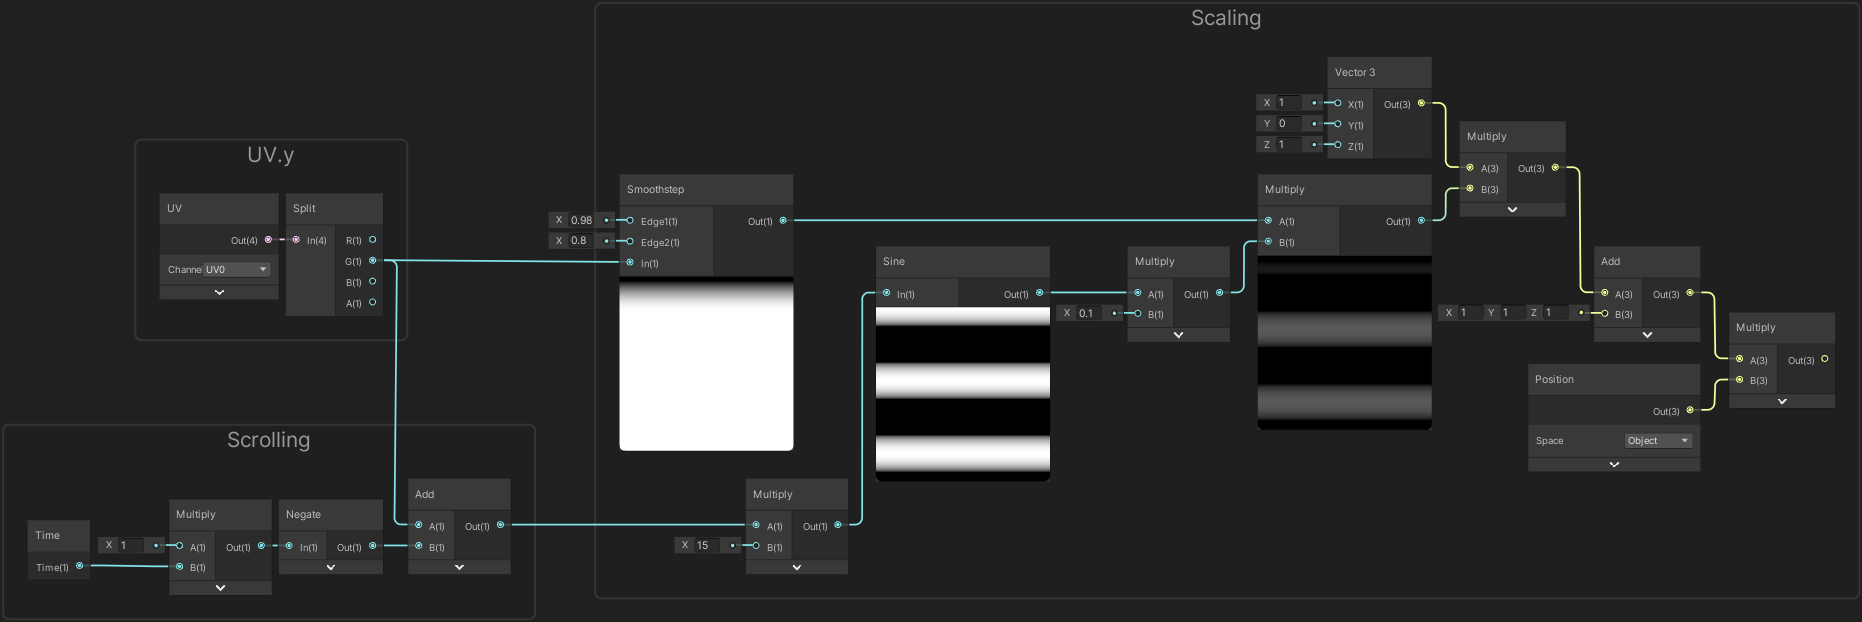 Scaling
Vector 3
X 1
X(1)
Out(3)
Y 0
Y(1)
Z 1
Z(1)
Multiply
A(3)
Out(3)
B(3)
UV.y
UV
Out(4)
Channe UV0
Split
In(4)
R(1)
G(1)
B(1)
A(1)
Smoothstep
X 0.98
Edge1(1)
Out(1)
X 0.8
Edge2(1)
In(1)
Multiply
A(1)
Out(1)
B(1)
Sine
In(1)
Out(1)
Multiply
A(1)
Out(1)
X 0.1
B(1)
Add
A(3)
Out(3)
X 1 Y 1 Z 1
B(3)
Multiply
A(3)
Out(3)
B(3)
Position
Out(3)
Space
Object
Scrolling
Time
Time(1)
Multiply
X 1
A(1)
Out(1)
B(1)
Negate
In(1)
Out(1)
Add
A(1)
Out(1)
B(1)
Multiply
A(1)
Out(1)
X 15
B(1)